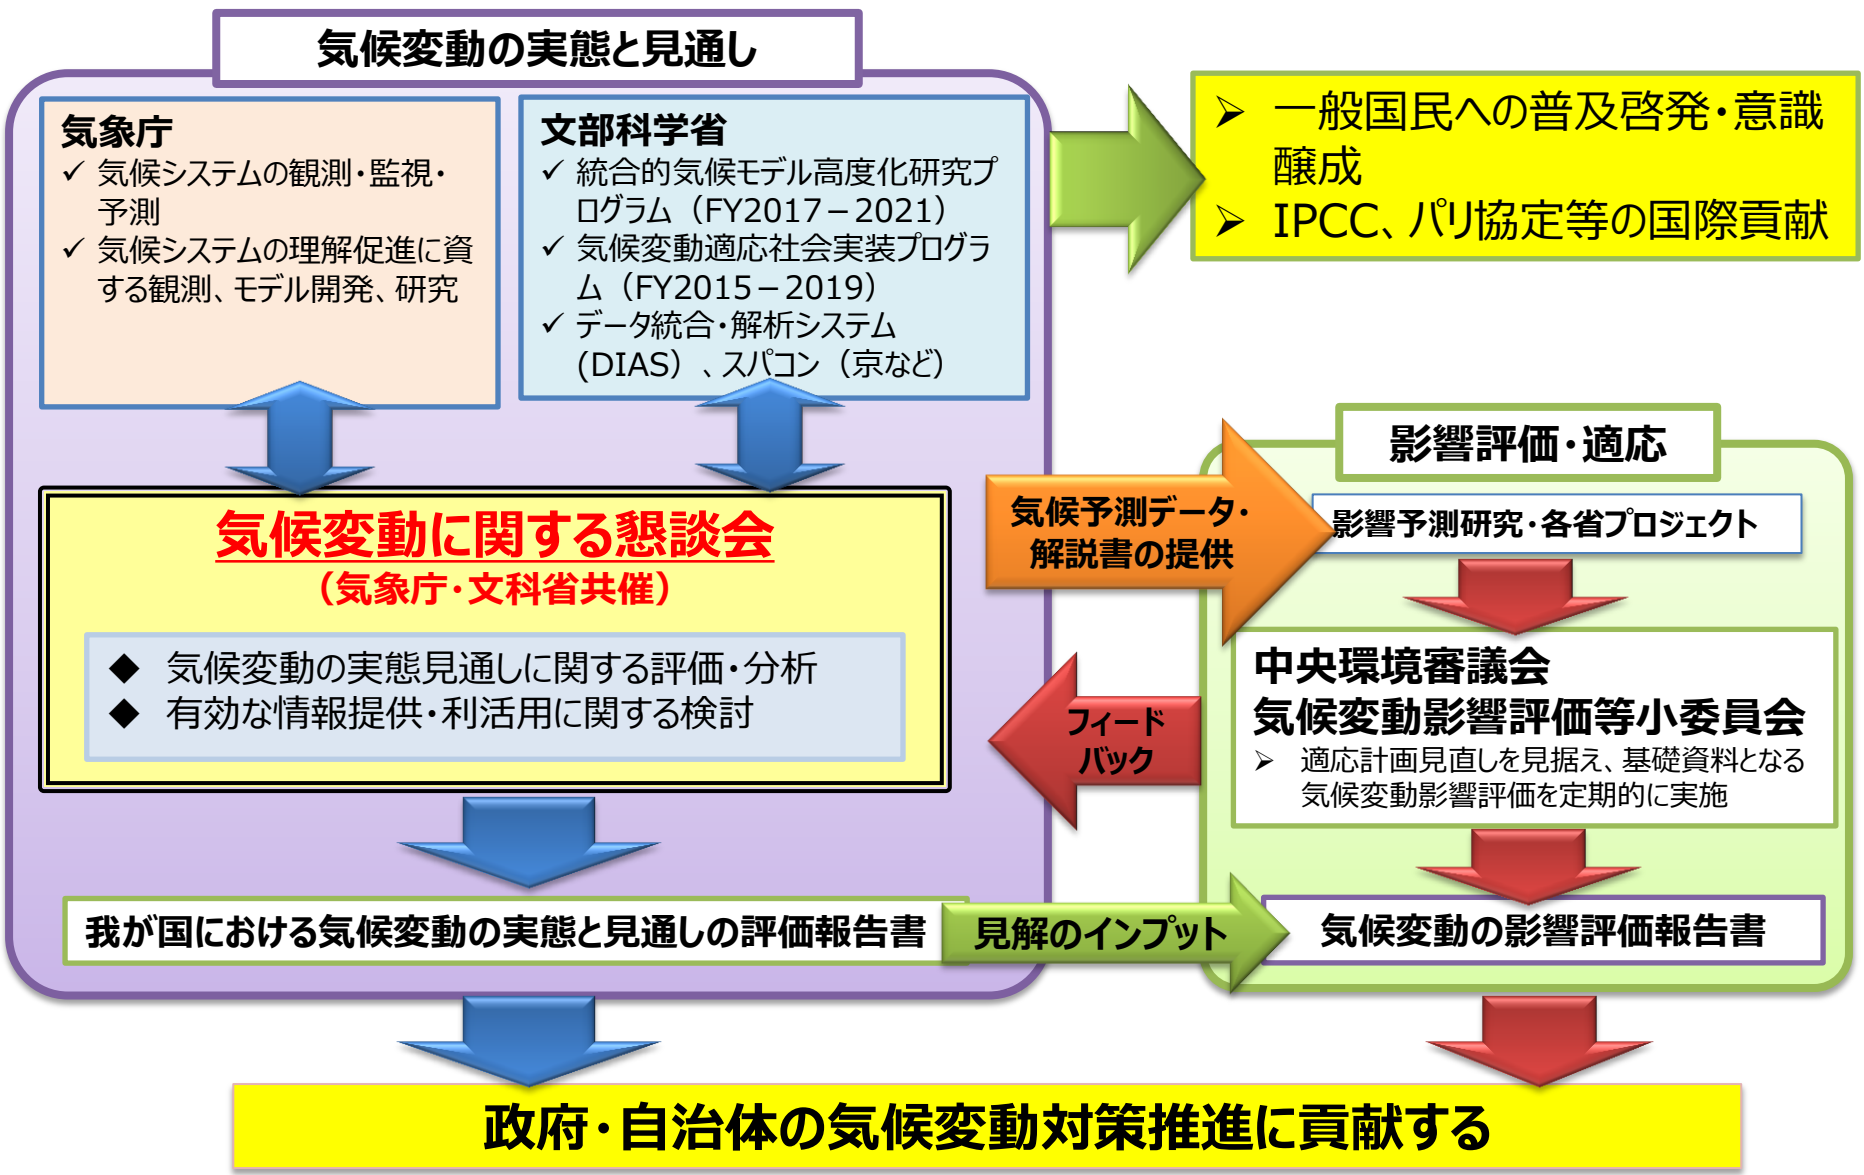 気候変動の実態と見通し
気象庁
✓ 気候システムの観測・監視・
予測
✓ 気候システムの理解促進に資
する観測、モデル開発、研究
文部科学省
✓ 統合的気候モデル高度化研究プ
ログラム（FY2017－2021）
✓ 気候変動適応社会実装プログラ
ム（FY2015－2019）
✓ データ統合・解析システム
(DIAS）、スパコン（京など）
➢ 一般国民への普及啓発・意識
醸成
➢ IPCC、パリ協定等の国際貢献
気候変動に関する懇談会
（気象庁・文科省共催）
◆ 気候変動の実態見通しに関する評価・分析
◆ 有効な情報提供・利活用に関する検討
気候予測データ・
解説書の提供
影響評価・適応
影響予測研究・各省プロジェクト
中央環境審議会
気候変動影響評価等小委員会
➢ 適応計画見直しを見据え、基礎資料となる
気候変動影響評価を定期的に実施
フィード
バック
我が国における気候変動の実態と見通しの評価報告書
見解のインプット
気候変動の影響評価報告書
政府・自治体の気候変動対策推進に貢献する